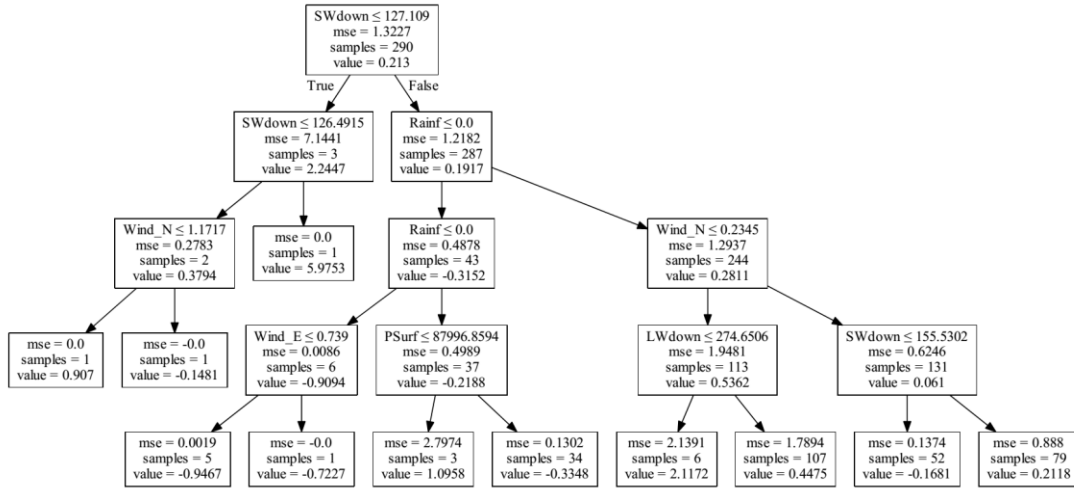 SWdown ≤ 127.109
mse = 1.3227
samples = 290
value = 0.213
True
False
SWdown ≤ 126.4915
mse = 7.1441
samples = 3
value = 2.2447
Rainf ≤ 0.0
mse = 1.2182
samples = 287
value = 0.1917
Wind_N ≤ 1.1717
mse = 0.2783
samples = 2
value = 0.3794
mse = 0.0
samples = 1
value = 5.9753
Rainf ≤ 0.0
mse = 0.4878
samples = 43
value = -0.3152
Wind_N ≤ 0.2345
mse = 1.2937
samples = 244
value = 0.2811
mse = 0.0
samples = 1
value = 0.907
mse = -0.0
samples = 1
value = -0.1481
Wind_E ≤ 0.739
mse = 0.0086
samples = 6
value = -0.9094
PSurf ≤ 87996.8594
mse = 0.4989
samples = 37
value = -0.2188
LWdown ≤ 274.6506
mse = 1.9481
samples = 113
value = 0.5362
SWdown ≤ 155.5302
mse = 0.6246
samples = 131
value = 0.061
mse = 0.0019
samples = 5
value = -0.9467
mse = -0.0
samples = 1
value = -0.7227
mse = 2.7974
samples = 3
value = 1.0958
mse = 0.1302
samples = 34
value = -0.3348
mse = 2.1391
samples = 6
value = 2.1172
mse = 1.7894
samples = 107
value = 0.4475
mse = 0.1374
samples = 52
value = -0.1681
mse = 0.888
samples = 79
value = 0.2118